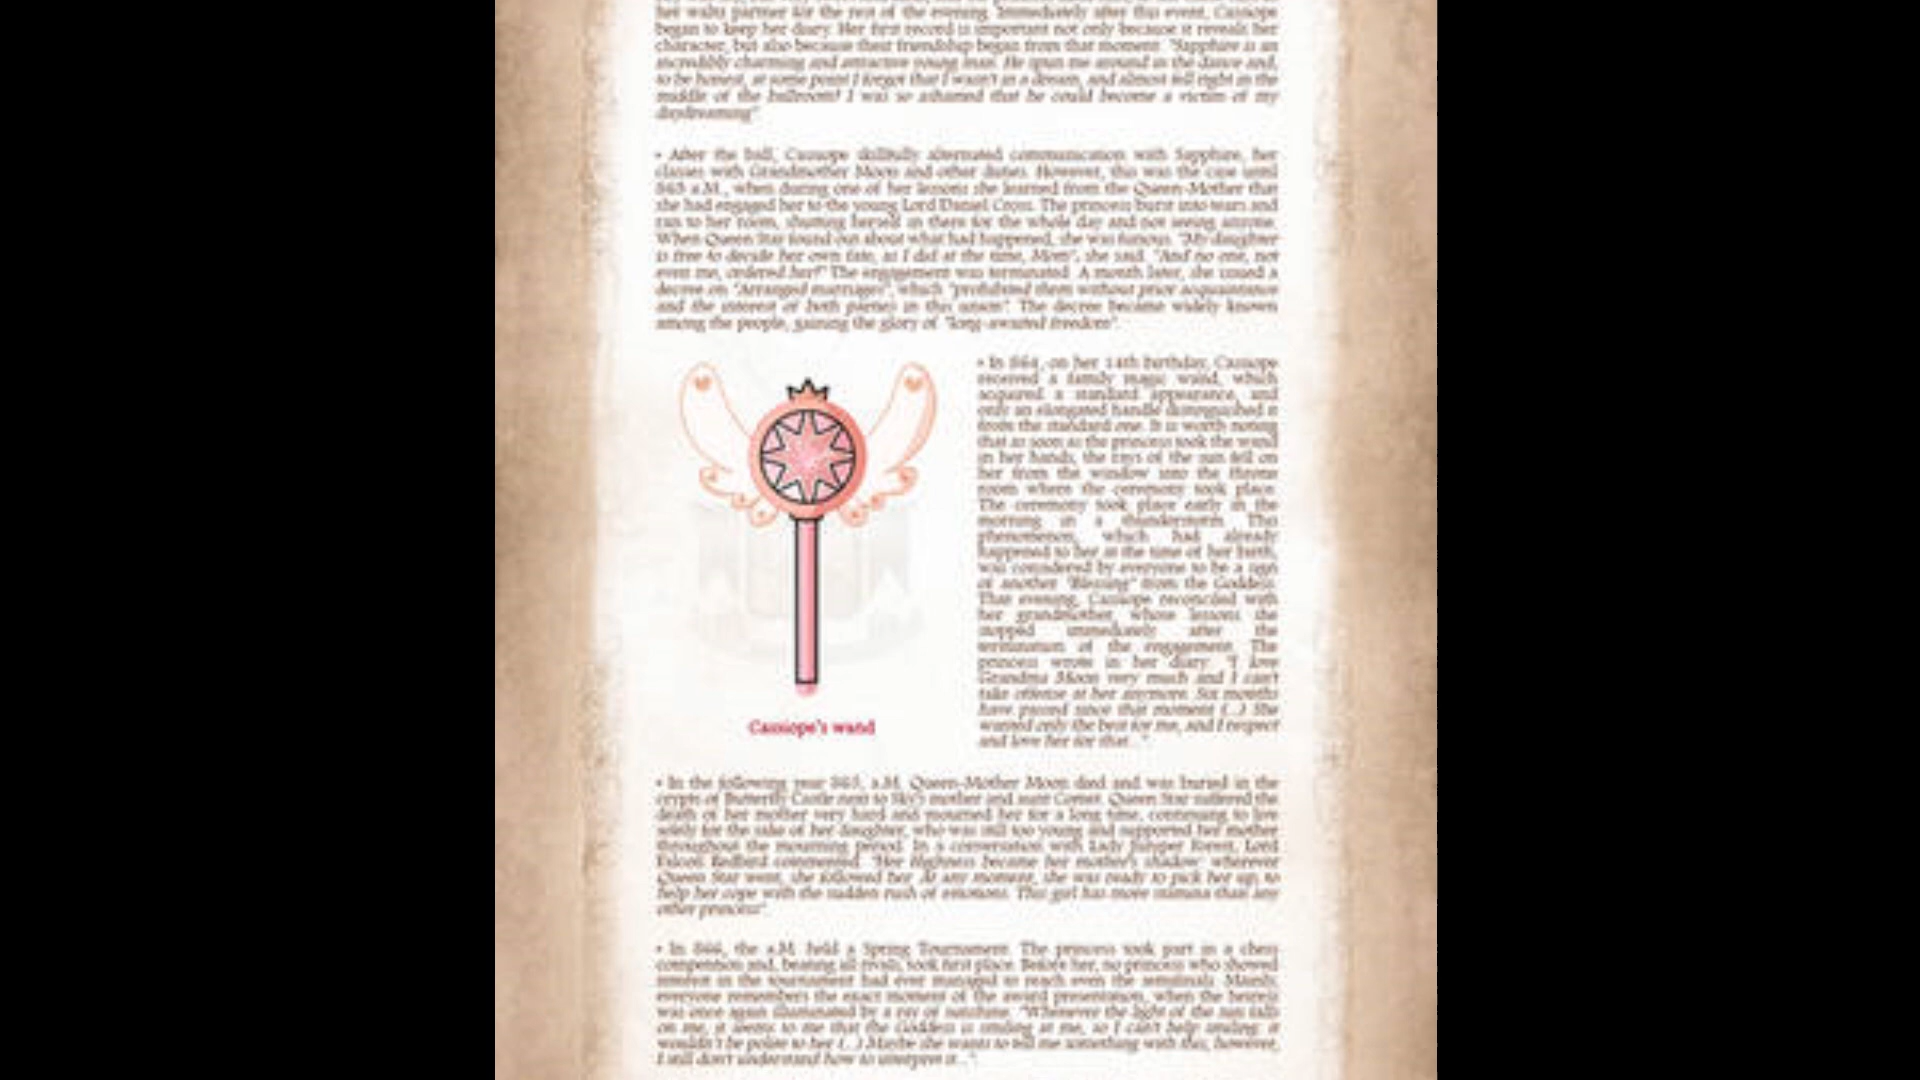 her waltz partner for the rest of the evening. Immediately after this event, Cassiope
began to keep her diary. Her first record is important not only because it reveals her
character, but also because their friendship began from that moment: "Sapphire is an
incredibly charming and attractive young man. He spun me around in the dance and,
to be honest, at some point I forgot that I wasn't in a dream, and almost fell right in the
middle of the ballroom! I was so ashamed that he could become a victim of my
daydreaming"
• After the ball, Cassiope skillfully alternated communication with Sapphire, her
classes with Grandmother Moon and other duties. However, this was the case until
a.M., when during one of her lessons she learned from the Queen-Mother that
she had engaged her to the young Lord Daniel Cross. The princess burst into tears and
ran to her room, shutting herself in there for the whole day and not seeing anyone.
When Queen Star found out about what had happened, she was furious. "My daughter
is free to decide her own fate, as I did at the time, Mom", she said. "And no one, not
even me, ordered her!" The engagement was terminated. A month later, she issued a
decree on "Arranged marriages", which "prohibited them without prior acquaintance
and the interest of both parties in this union". The decree became widely known
among the people, gaining the glory of "long-awaited freedom".
• In 864, on her 14th birthday, Cassiope
received a family magic wand, which
acquired a standard appearance, and
only an elongated handle distinguished it
from the standard one. It is worth noting
that as soon as the princess took the wand
in her hands, the rays of the sun fell on
her from the window into the throne
room where the ceremony took place.
The ceremony took place early in the
morning in a thunderstorm. This
phenomenon, which had already
happened to her at the time of her birth,
was considered by everyone to be a sign
of another "Blessing" from the Goddess.
That evening, Cassiope reconciled with
her grandmother, whose lessons she
stopped immediately after the
termination of the engagement. The
princess wrote in her diary: "I love
Grandma Moon very much and I can't
take offense at her anymore. Six months
have passed since that moment (...) She
wanted only the best for me, and I respect
and love her for that..."
Cassiope's wand
• In the following year 865, a.M. Queen-Mother Moon died and was buried in the
crypts of Butterfly Castle next to Sky's mother and aunt Comet. Queen Star suffered the
death of her mother very hard and mourned her for a long time, continuing to live
solely for the sake of her daughter, who was still too young and supported her mother
throughout the mourning period. In a conversation with Lady Juniper Forest, Lord
Falcon Redbird commented: "Her Highness became her mother's shadow: wherever
Queen Star went, she followed her. At any moment, she was ready to pick her up, to
help her cope with the sudden rush of emotions. This girl has more stamina than any
other princess"
• In 866, the a.M. held a Spring Tournament. The princess took part in a chess
competition and, beating all rivals, took first place. Before her, no princess who showed
interest in the tournament had ever managed to reach even the semifinals. Mainly,
everyone remembers the exact moment of the award presentation, when the heiress
was once again illuminated by a ray of sunshine. "Whenever the light of the sun falls
on me, it seems to me that the Goddess is smiling at me, so I can't help smiling: it
wouldn't be polite to her (...) Maybe she wants to tell me something with this, however,
I still don't understand how to interpret it..."